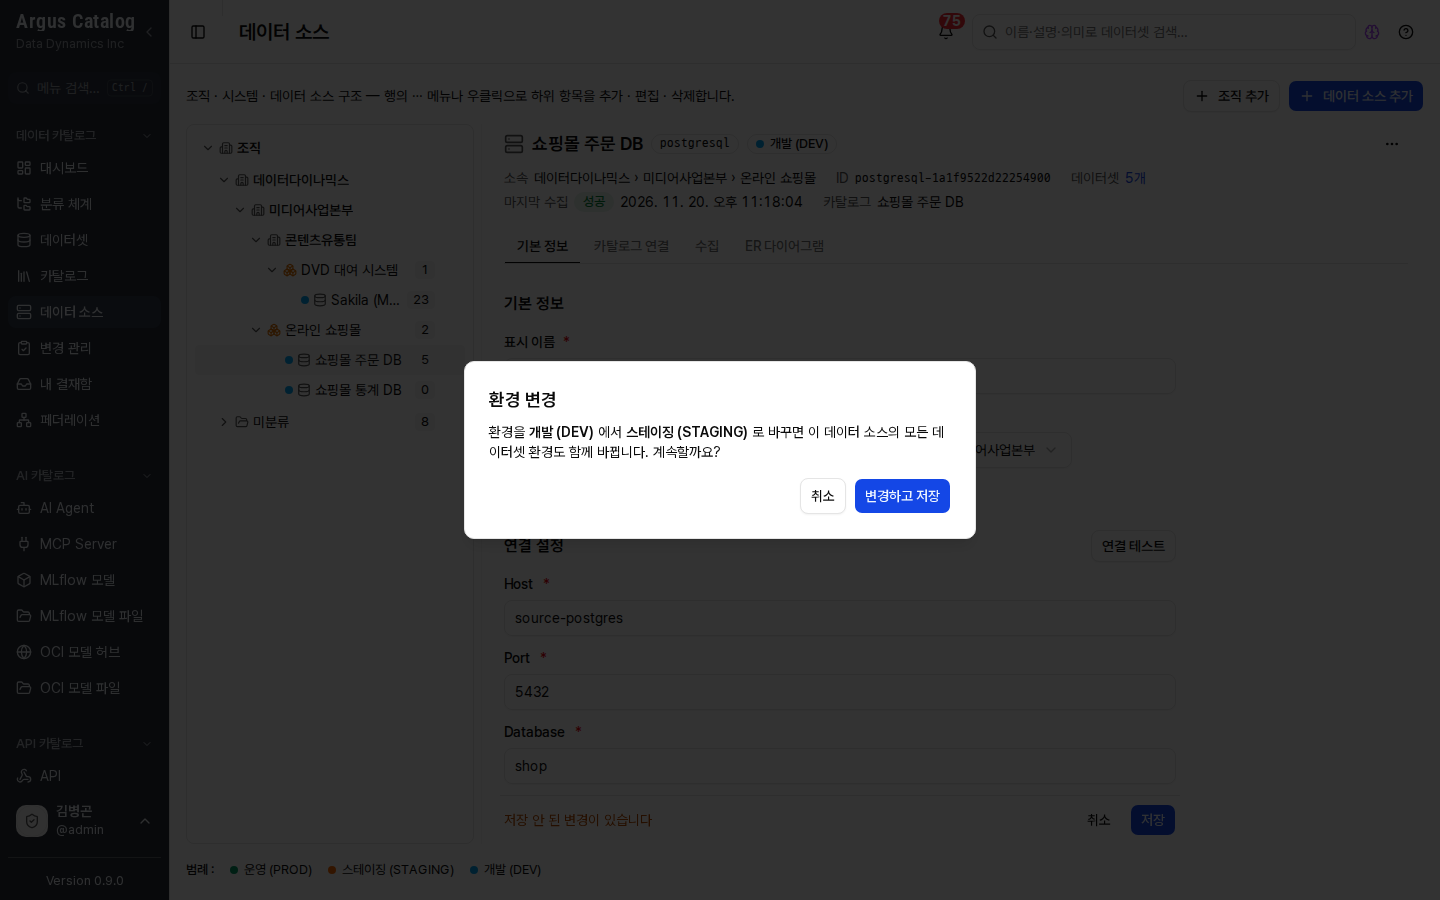 Argus Catalog
Data Dynamics Inc
메뉴 검색... Ctrl /
데이터 카탈로그
대시보드
분류 체계
데이터셋
카탈로그
데이터 소스
변경 관리
내 결재함
페더레이션
AI 카탈로그
AI Agent
MCP Server
MLflow 모델
MLflow 모델 파일
OCI 모델 허브
OCI 모델 파일
API 카탈로그
API
김병곤
@admin
Version 0.9.0
데이터 소스
75
이름·설명·의미로 데이터셋 검색...
조직 · 시스템 · 데이터 소스 구조 — 행의 ··· 메뉴나 우클릭으로 하위 항목을 추가 · 편집 · 삭제합니다.
조직 추가
데이터 소스 추가
조직
데이터다이나믹스
미디어사업본부
콘텐츠유통팀
DVD 대여 시스템 1
Sakila (M... 23
온라인 쇼핑몰 2
쇼핑몰 주문 DB 5
쇼핑몰 통계 DB 0
미분류 8
쇼핑몰 주문 DB postgresql 개발 (DEV)
소속 데이터다이나믹스 › 미디어사업본부 › 온라인 쇼핑몰 ID postgresql-1a1f9522d22254900 데이터셋 5개
마지막 수집 성공 2026. 11. 20. 오후 11:18:04 카탈로그 쇼핑몰 주문 DB
기본 정보 카탈로그 연결 수집 ER 다이어그램
기본 정보
표시 이름 *
환경 변경
환경을 개발 (DEV) 에서 스테이징 (STAGING) 로 바꾸면 이 데이터 소스의 모든 데
이터셋 환경도 함께 바뀝니다. 계속할까요?
취소 변경하고 저장
어사업본부
연결 설정 연결 테스트
Host *
source-postgres
Port *
5432
Database *
shop
저장 안 된 변경이 있습니다 취소 저장
범례 : 운영 (PROD) 스테이징 (STAGING) 개발 (DEV)